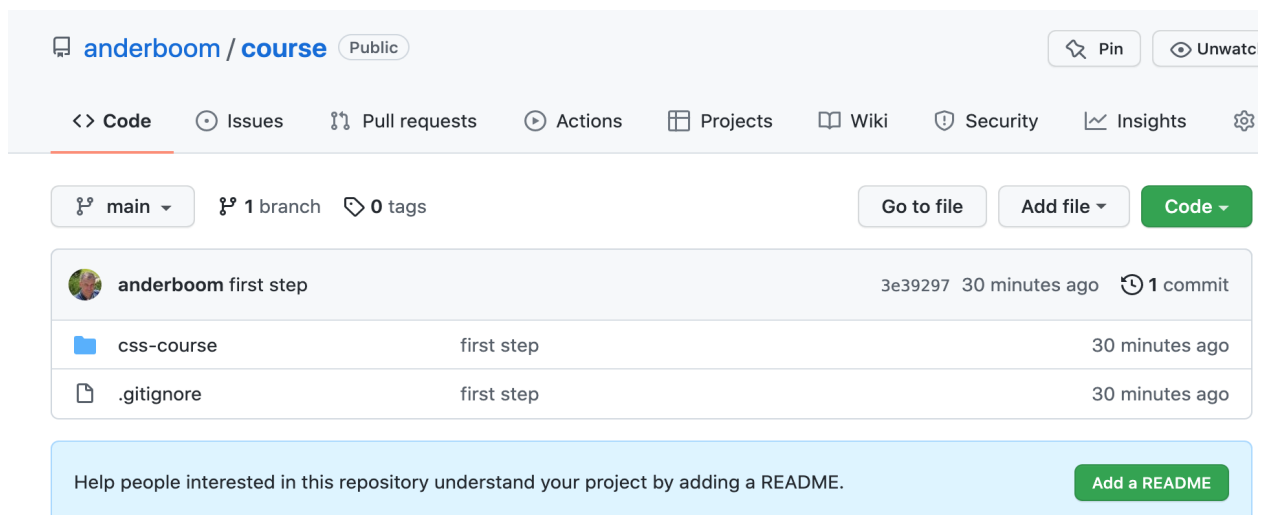 anderboom / course Public Pin
Code Issues Pull requests Actions Projects Wiki Security Insights
main 1 branch 0 tags Go to file Add file Code
anderboom first step 3e39297 30 minutes ago 1 commit
css-course first step 30 minutes ago
.gitignore first step 30 minutes ago
Help people interested in this repository understand your project by adding a README. Add a README